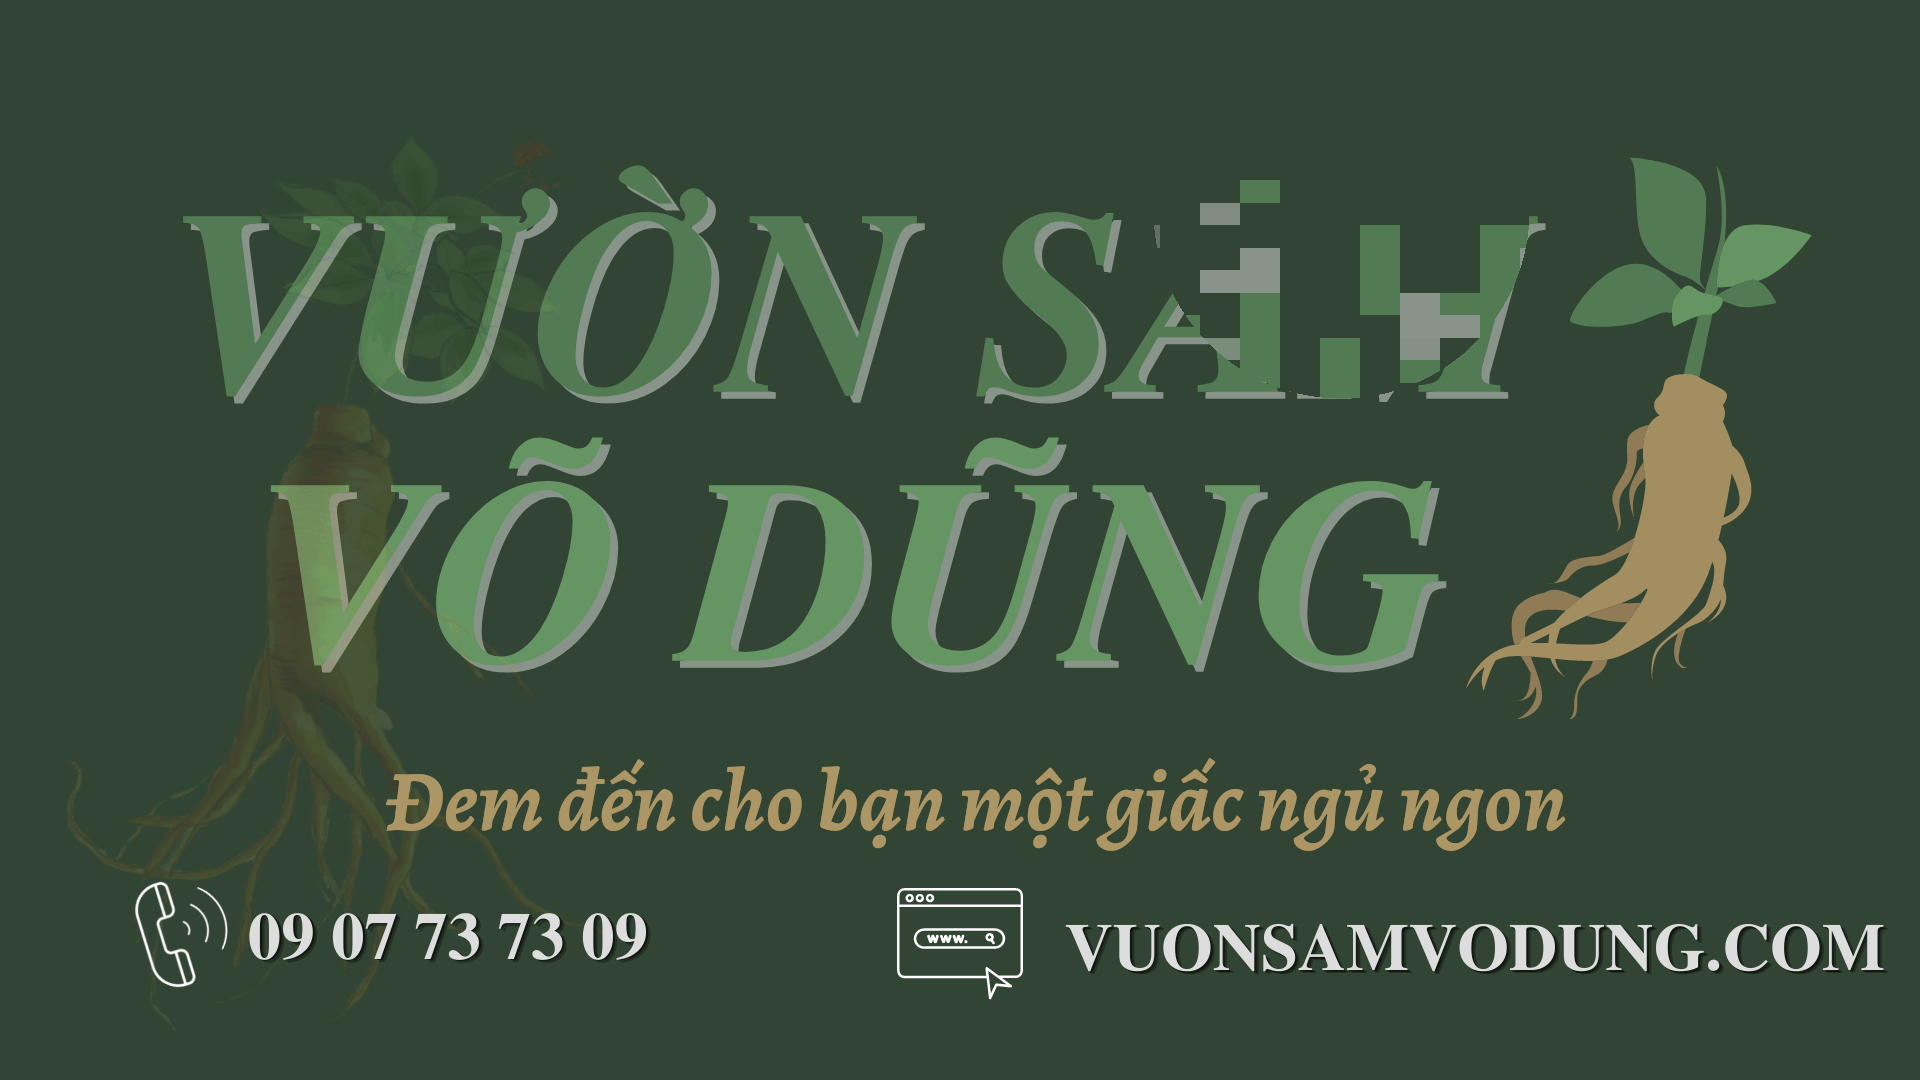 VƯỜN
VÕ DŨNG
Đem đến cho bạn một giấc ngủ ngon
09 07 73 73 09
www.
VUONSAMVODUNG.COM